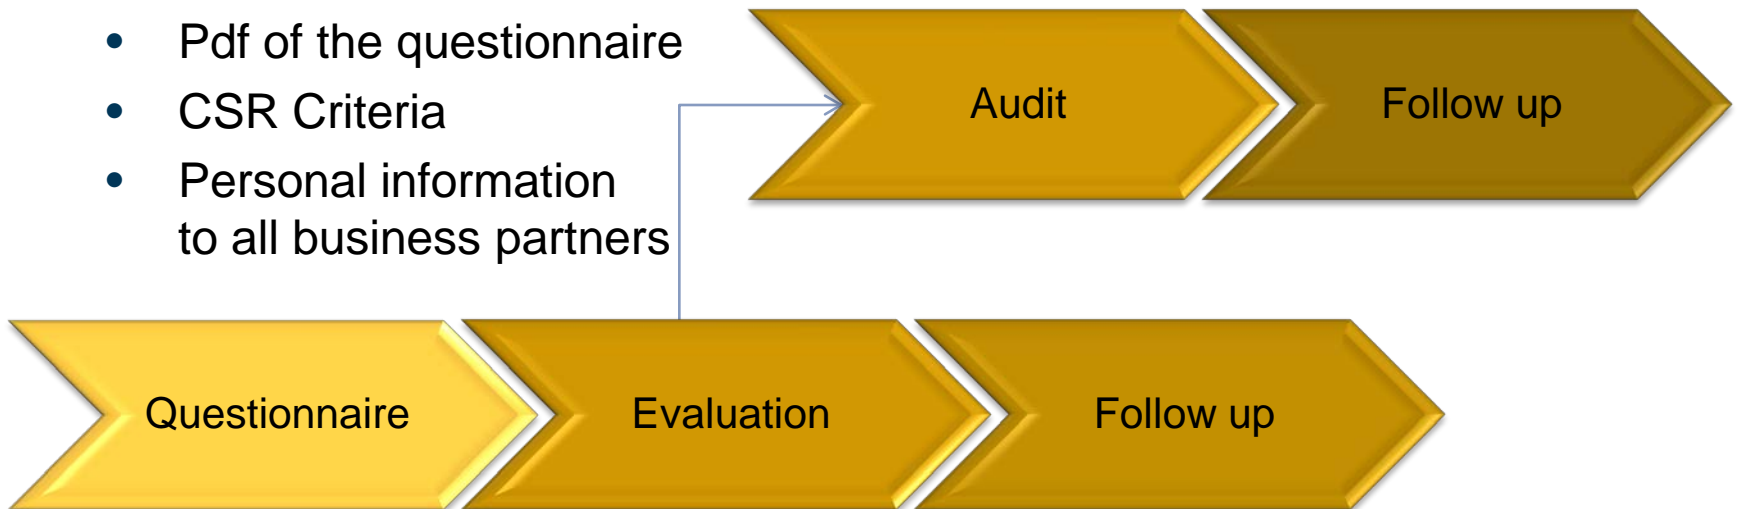 • Pdf of the questionnaire
• CSR Criteria
• Personal information
to all business partners
Audit
Follow up
Questionnaire
Evaluation
Follow up